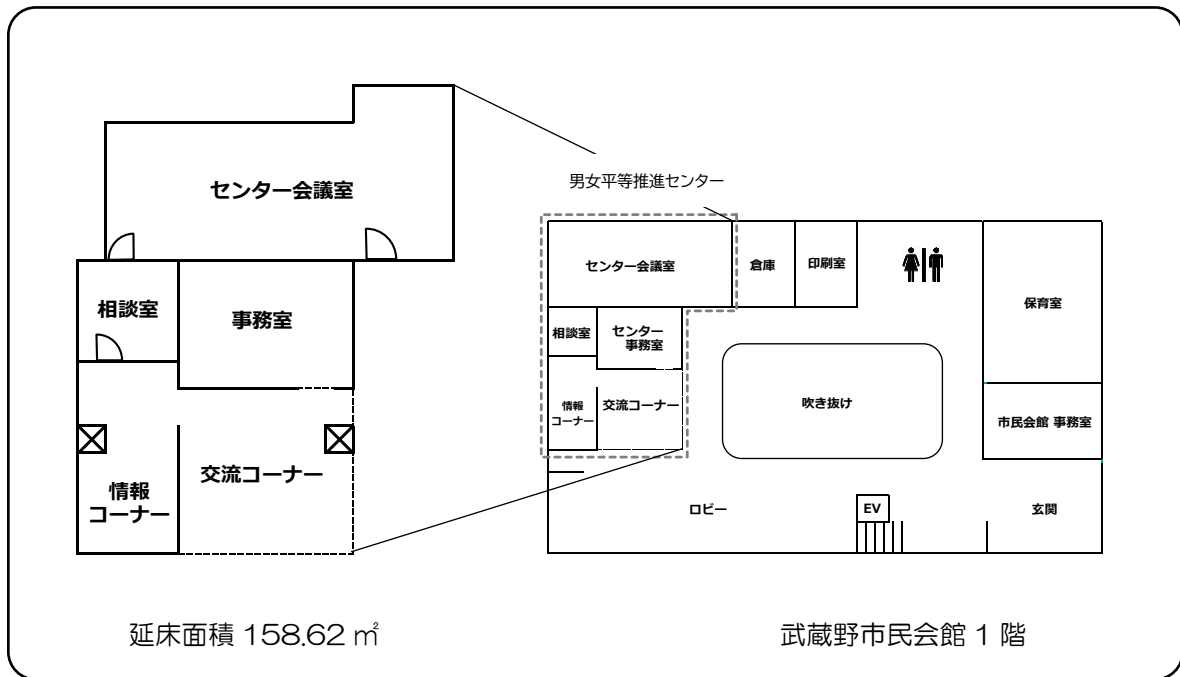 センター会議室
相談室
事務室
情報
コーナー
交流コーナー
延床面積 158.62 ㎡
男女平等推進センター
センター会議室
倉庫
印刷室
保育室
相談室
センター
事務室
情報
コーナー
交流コーナー
吹き抜け
市民会館 事務室
ロビー
EV
玄関
武蔵野市民会館 1 階